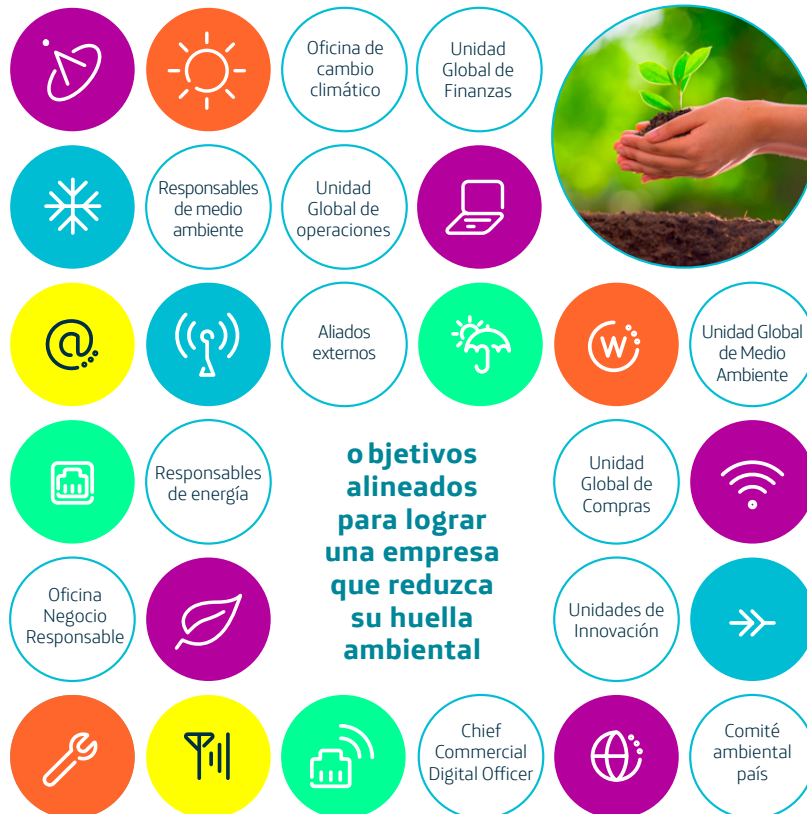 Oficina de
cambio
climático
Unidad
Global de
Finanzas
Responsables
de medio
ambiente
Unidad
Global de
operaciones
@
Aliados
externos
W
Unidad Global
de Medio
Ambiente
Responsables
de energía
o bjetivos
alineados
para lograr
una empresa
que reduzca
su huella
ambiental
Unidad
Global de
Compras
Oficina
Negocio
Responsable
Unidades de
Innovación
Chief
Commercial
Digital Officer
Comité
ambiental
país